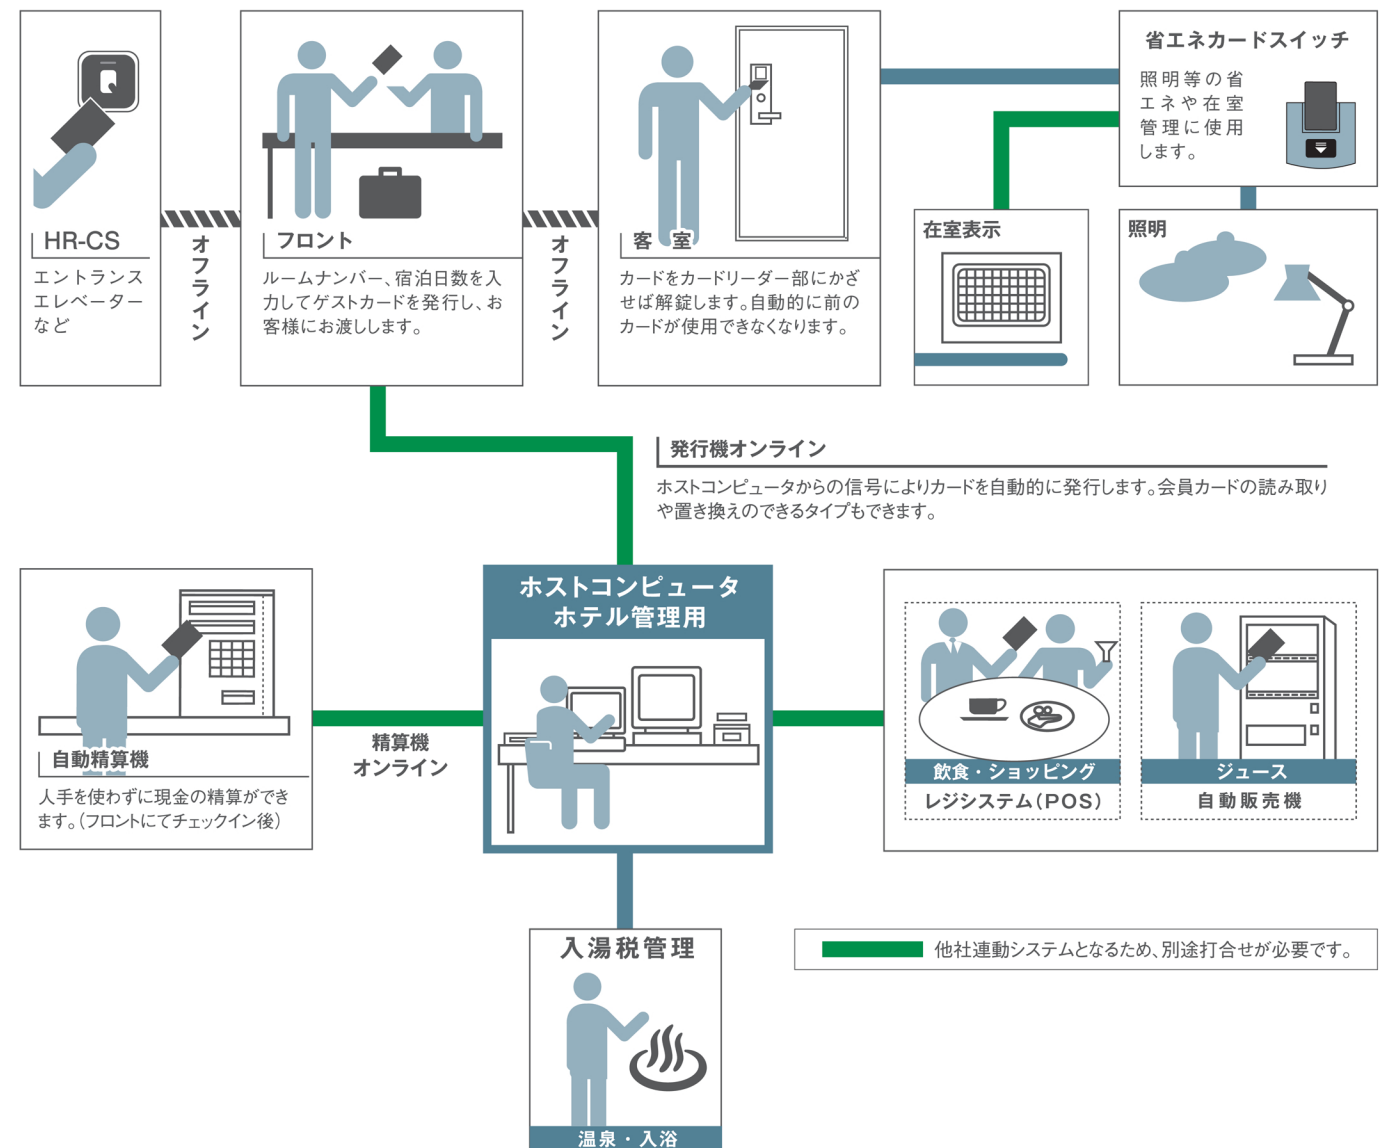 HR-CS
エントランス
エレベーター
など
オフライン
フロント
ルームナンバー、宿泊日数を入
力してゲストカードを発行し、お
客様にお渡しします。
オフライン
客室
カードをカードリーダー部にかざ
せば解錠します。自動的に前の
カードが使用できなくなります。
省エネカードスイッチ
照明等の省
エネや在室
管理に使用
します。
在室表示
照明
発行機オンライン
ホストコンピュータからの信号によりカードを自動的に発行します。会員カードの読み取り
や置き換えのできるタイプもできます。
自動精算機
人手を使わずに現金の精算ができ
ます。(フロントにてチェックイン後)
精算機
オンライン
ホストコンピュータ
ホテル管理用
飲食・ショッピング
レジシステム(POS)
ジュース
自動販売機
入湯税管理
温泉・入浴
他社連動システムとなるため、別途打合せが必要です。